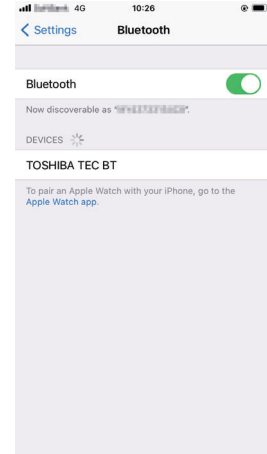 4G 10:26
Settings Bluetooth
Bluetooth
Now discoverable as " ".
DEVICES
TOSHIBA TEC BT
To pair an Apple Watch with your iPhone, go to the
Apple Watch app.